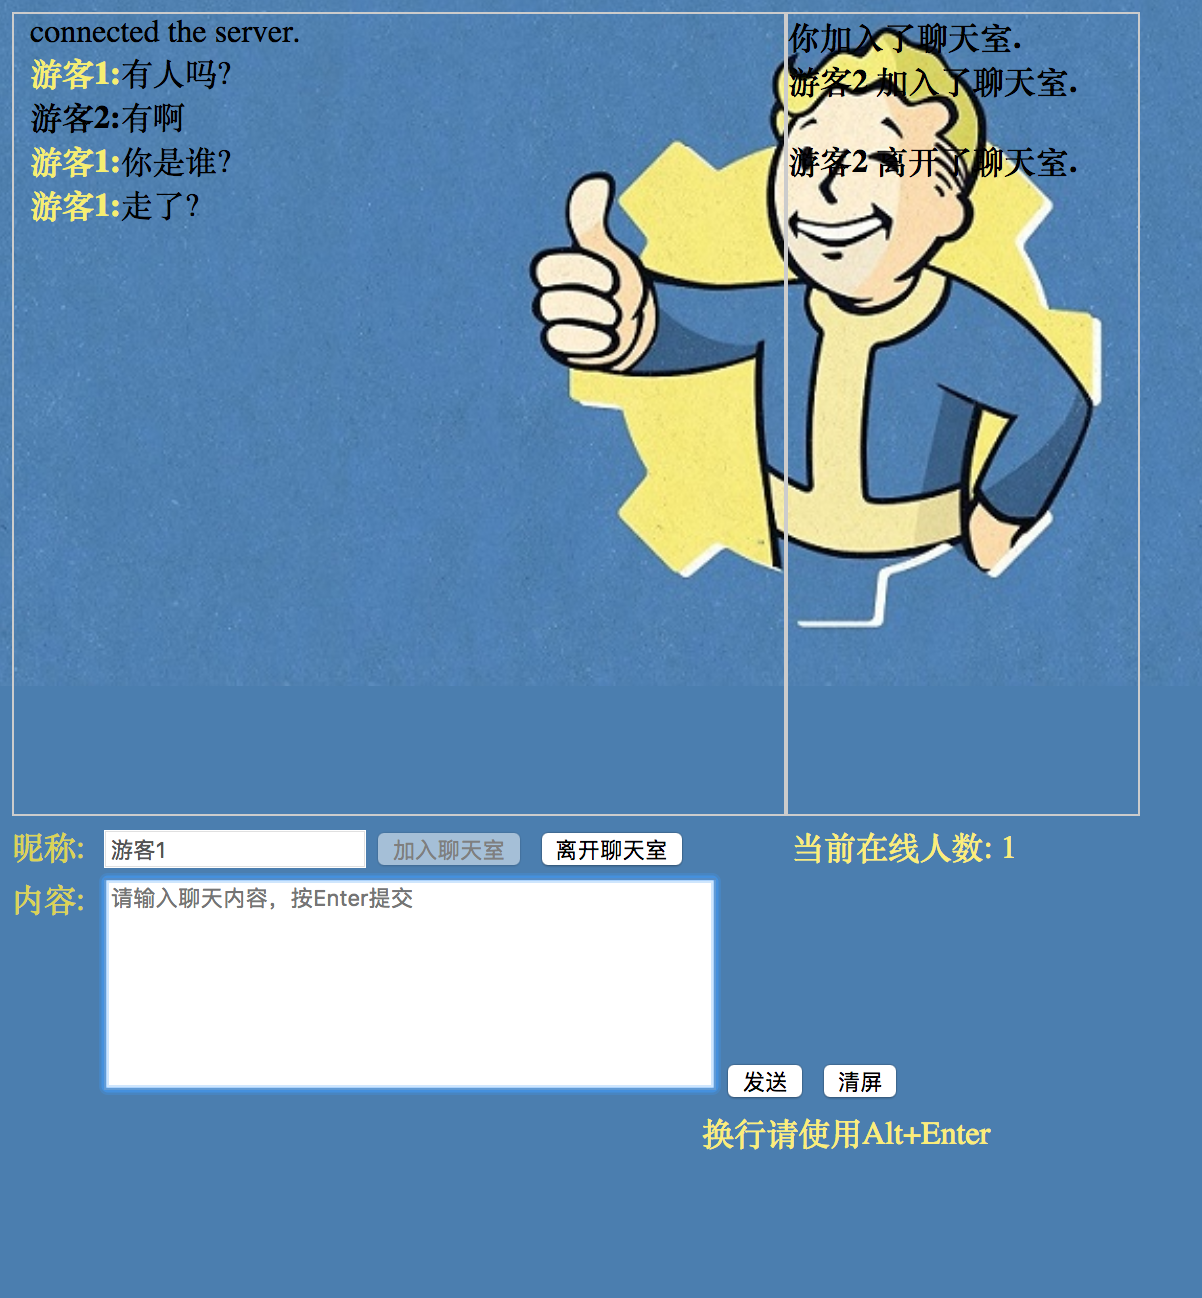 connected the server.
游客1:有人吗?
游客2:有啊
游客1:你是谁?
游客1:走了?
你加入了聊天室.
游客2 加入了聊天室.
游客2 离开了聊天室.
昵称: 游客1 加入聊天室 离开聊天室 当前在线人数: 1
内容: 请输入聊天内容，按Enter提交
发送 清屏
换行请使用Alt+Enter